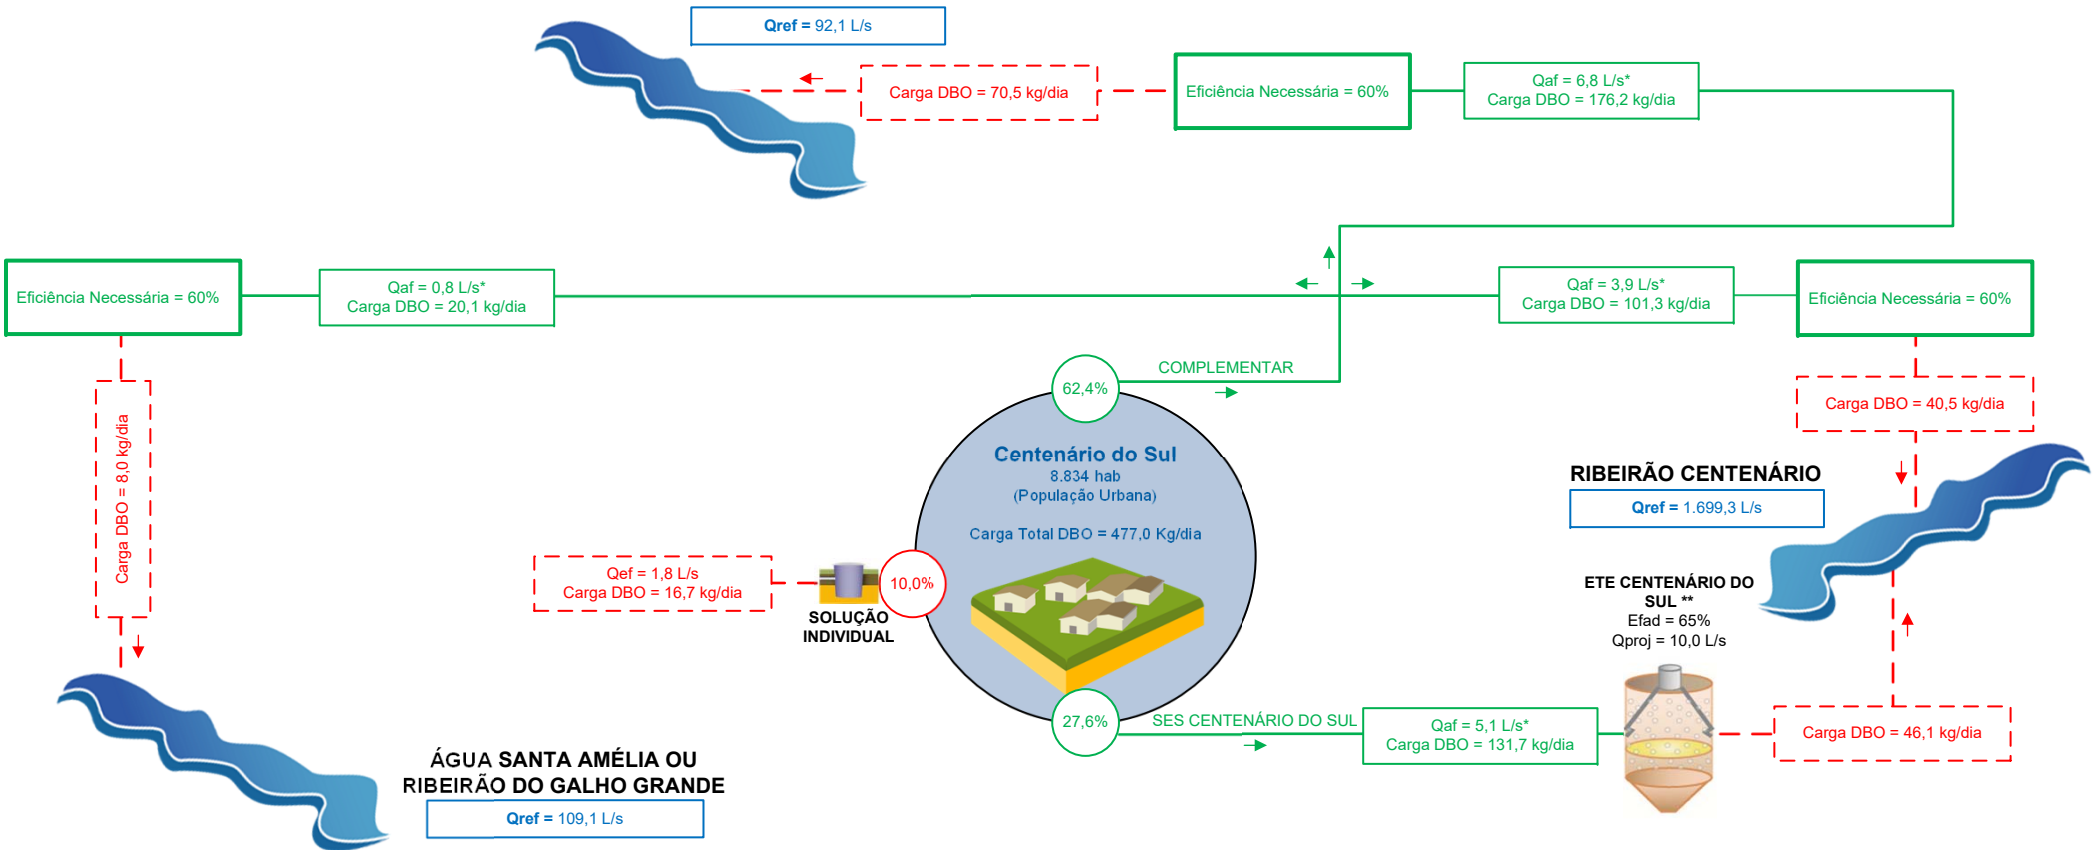 Qref = 92,1 L/s
Carga DBO = 70,5 kg/dia
Eficiência Necessária = 60%
Qaf = 6,8 L/s*
Carga DBO = 176,2 kg/dia
Eficiência Necessária = 60%
Qaf = 0,8 L/s*
Carga DBO = 20,1 kg/dia
Qaf = 3,9 L/s*
Carga DBO = 101,3 kg/dia
Eficiência Necessária = 60%
Carga DBO = 8,0 kg/dia
COMPLEMENTAR
62,4%
Carga DBO = 40,5 kg/dia
Centenário do Sul
8.834 hab
(População Urbana)
Carga Total DBO = 477,0 Kg/dia
RIBEIRÃO CENTENÁRIO
Qref = 1.699,3 L/s
Qef = 1,8 L/s
Carga DBO = 16,7 kg/dia
10,0%
SOLUÇÃO
INDIVIDUAL
ETE CENTENÁRIO DO
SUL **
Efad = 65%
Qproj = 10,0 L/s
27,6%
SES CENTENÁRIO DO SUL
Qaf = 5,1 L/s*
Carga DBO = 131,7 kg/dia
Carga DBO = 46,1 kg/dia
ÁGUA SANTA AMÉLIA OU
RIBEIRÃO DO GALHO GRANDE
Qref = 109,1 L/s